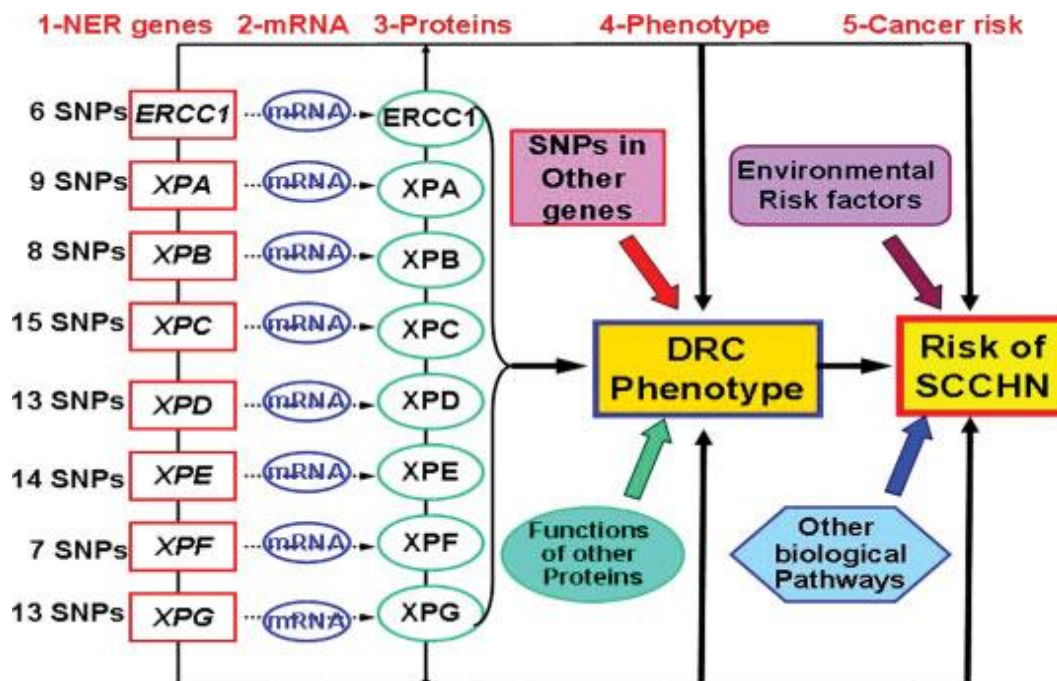 1-NER genes 2-mRNA 3-Proteins 4-Phenotype 5-Cancer risk
6 SNPs ERCC1 mRNA ERCC1
9 SNPs XPA mRNA XPA
8 SNPs XPB mRNA XPB
15 SNPs XPC mRNA XPC
13 SNPs XPD mRNA XPD
14 SNPs XPE mRNA XPE
7 SNPs XPF mRNA XPF
13 SNPs XPG mRNA XPG
SNPs in
Other
genes
Environmental
Risk factors
DRC
Phenotype
Risk of
SCCHN
Functions
of other
Proteins
Other
biological
Pathways